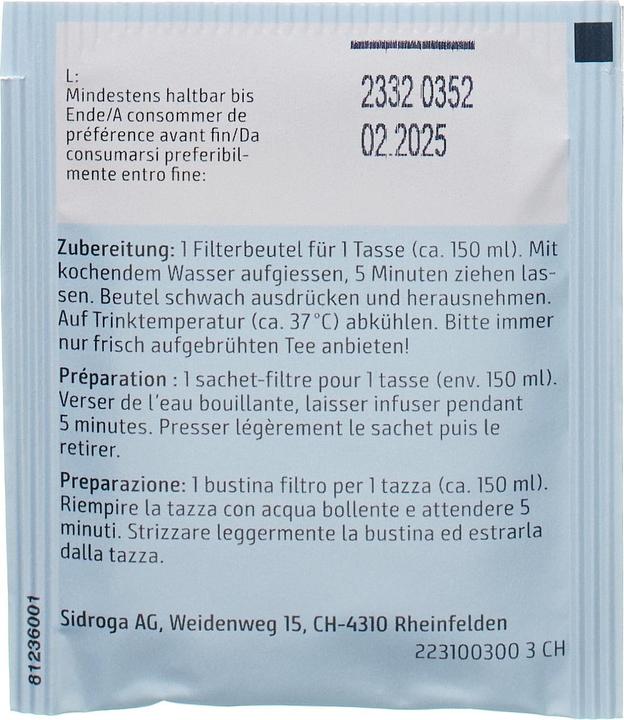 L:
Mindestens haltbar bis
Ende/A consommer de
préférence avant fin/Da
consumarsi preferibil-
mente entro fine:
2332 0352
02.2025
Zubereitung: 1 Filterbeutel für 1 Tasse (ca. 150 ml). Mit
kochendem Wasser aufgiessen, 5 Minuten ziehen las-
sen. Beutel schwach ausdrücken und herausnehmen.
Auf Trinktemperatur (ca. 37°C) abkühlen. Bitte immer
nur frisch aufgebrühten Tee anbieten!
Préparation : 1 sachet-filtre pour 1 tasse (env. 150 ml).
Verser de l'eau bouillante, laisser infuser pendant
5 minutes. Presser légèrement le sachet puis le
retirer.
Preparazione: 1 bustina filtro per 1 tazza (ca. 150 ml).
Riempire la tazza con acqua bollente e attendere 5
minuti. Strizzare leggermente la bustina ed estrarla
dalla tazza.
Sidroga AG, Weidenweg 15, CH-4310 Rheinfelden
223100300 3 CH
81236001